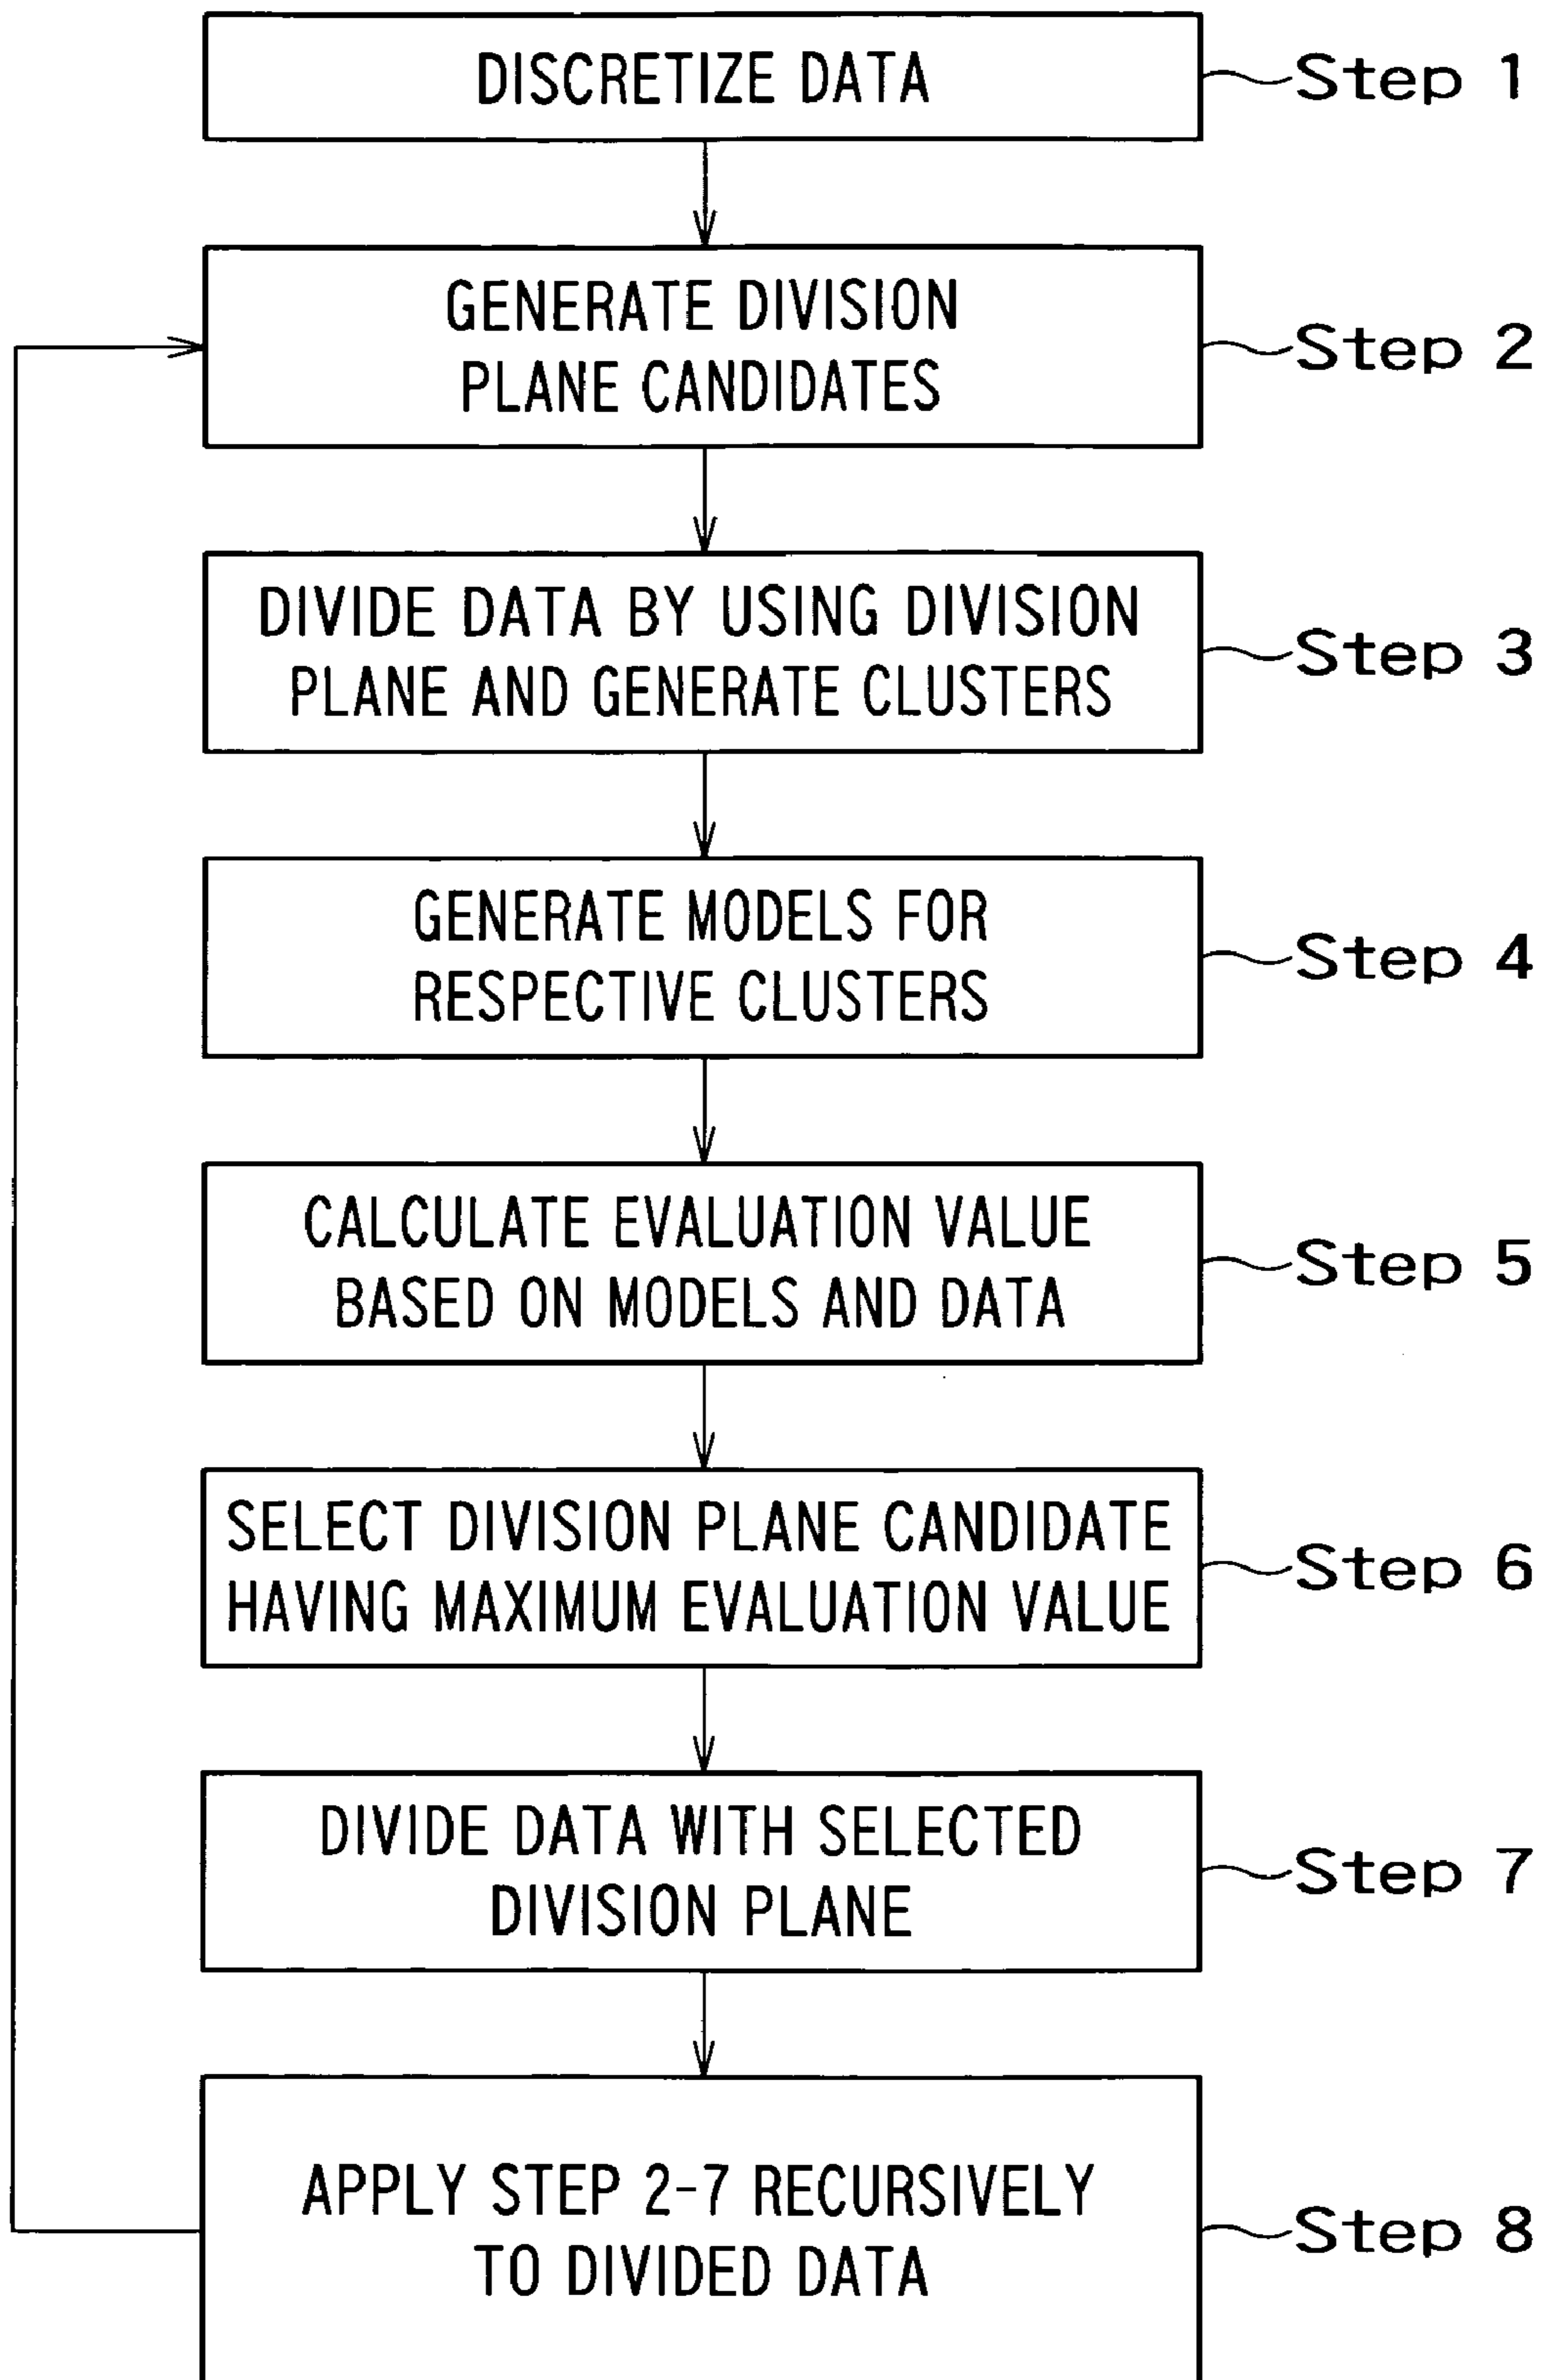 DISCRETIZE DATA
Step 1
GENERATE DIVISION
PLANE CANDIDATES
Step 2
DIVIDE DATA BY USING DIVISION
PLANE AND GENERATE CLUSTERS
Step 3
GENERATE MODELS FOR
RESPECTIVE CLUSTERS
Step 4
CALCULATE EVALUATION VALUE
BASED ON MODELS AND DATA
Step 5
SELECT DIVISION PLANE CANDIDATE
HAVING MAXIMUM EVALUATION VALUE
Step 6
DIVIDE DATA WITH SELECTED
DIVISION PLANE
Step 7
APPLY STEP 2-7 RECURSIVELY
TO DIVIDED DATA
Step 8